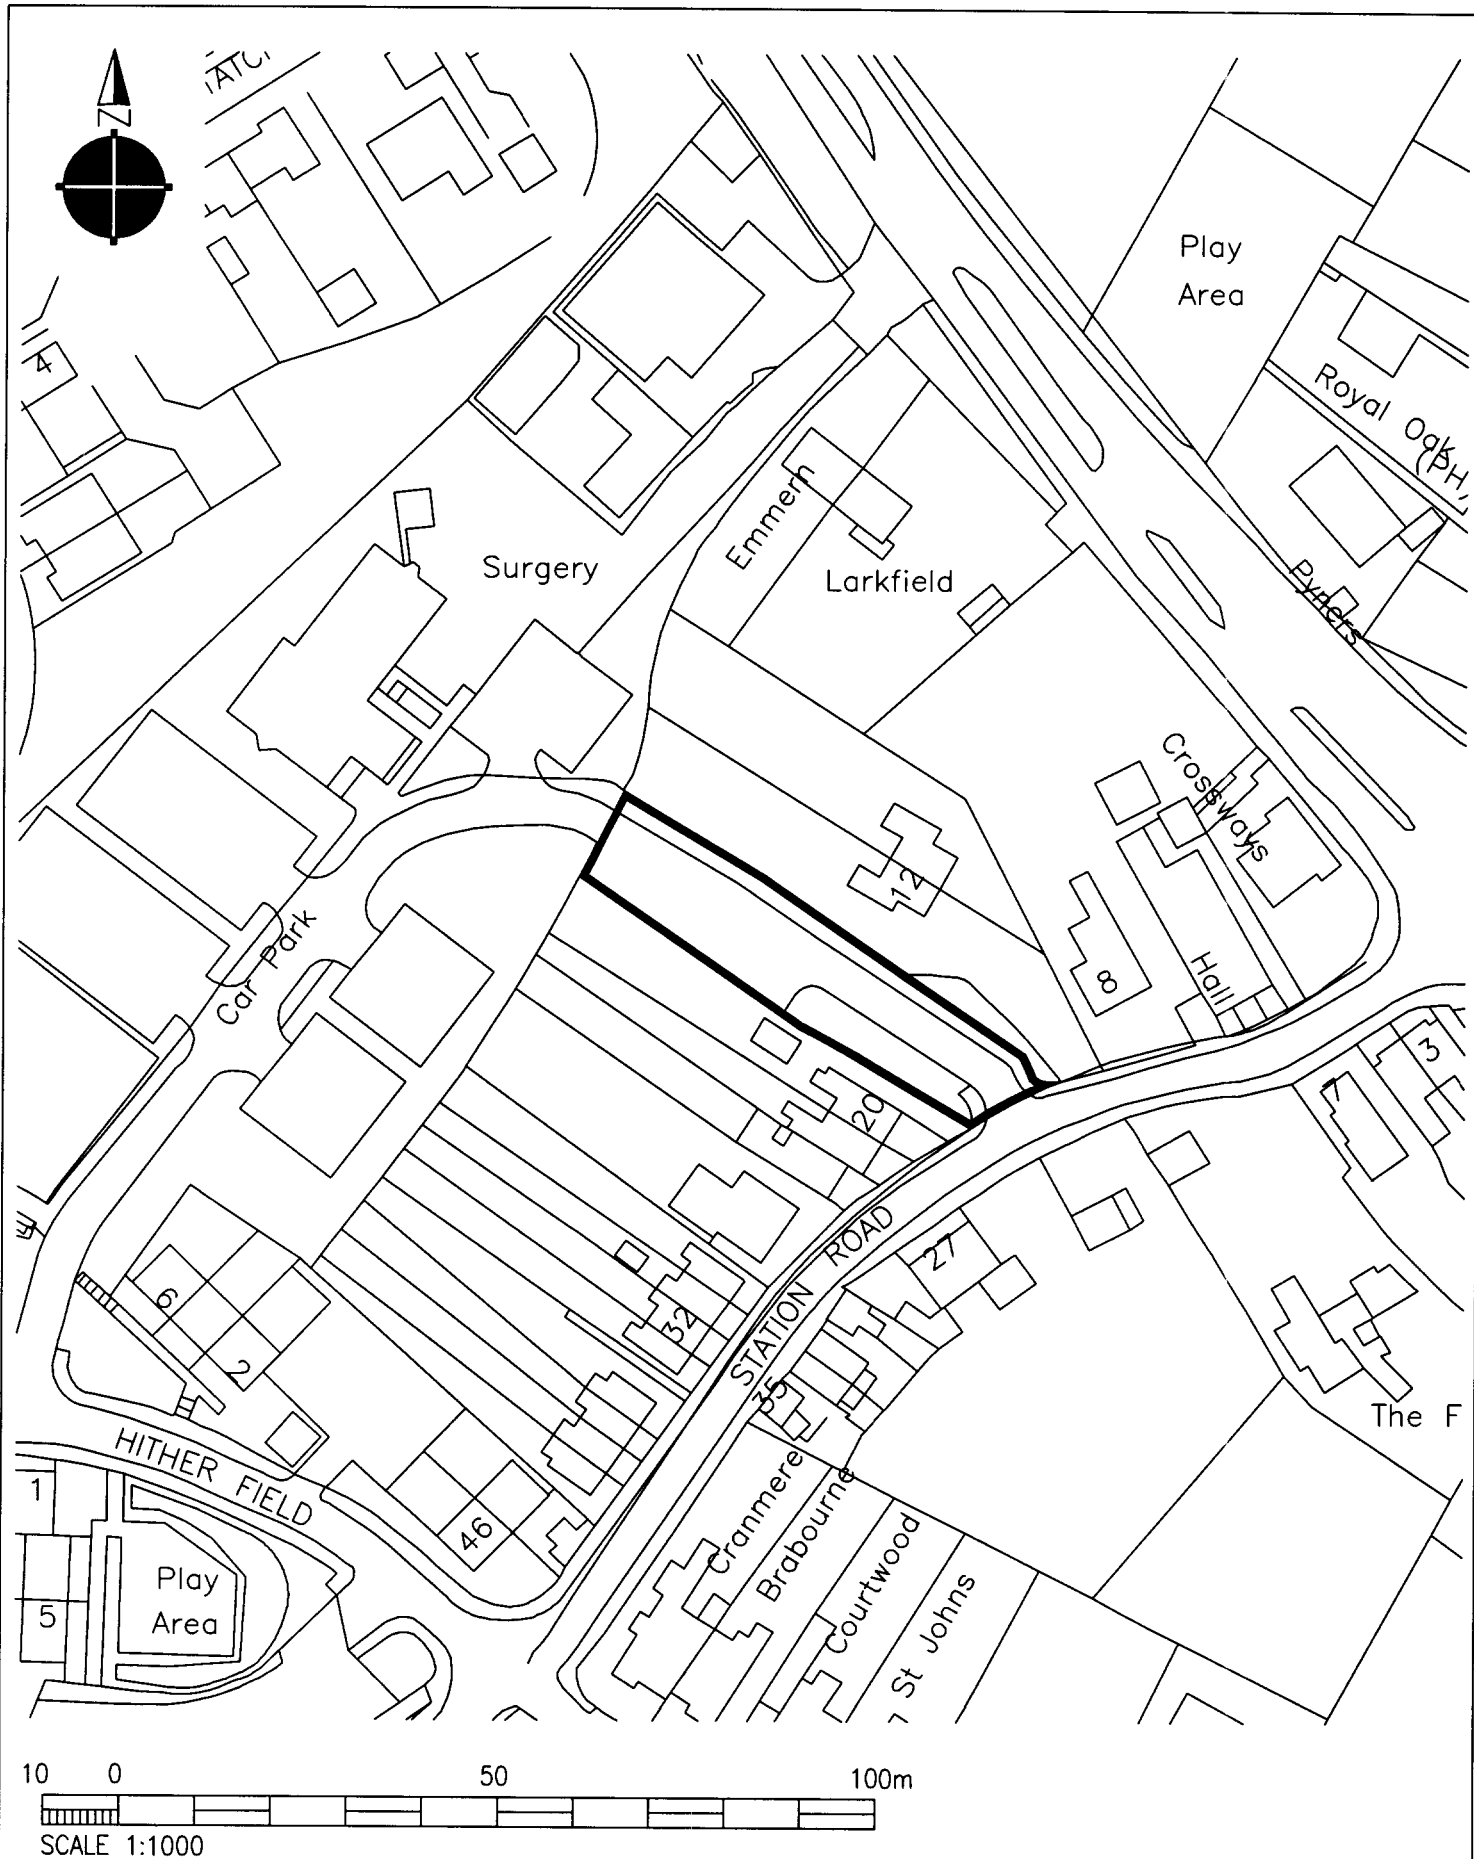 N
Play
Area
Royal Oak
(PH)
4
Emmern
Surgery
Larkfield
Pyners
Crossways
12
8
Hall
Car Park
3
7
20
STATION ROAD
27
6
2
32
35
The F
HITHER FIELD
1
46
Cranmere
Brabourne
Courtwood
St Johns
Play
Area
5
10 0 50 100m
SCALE 1:1000